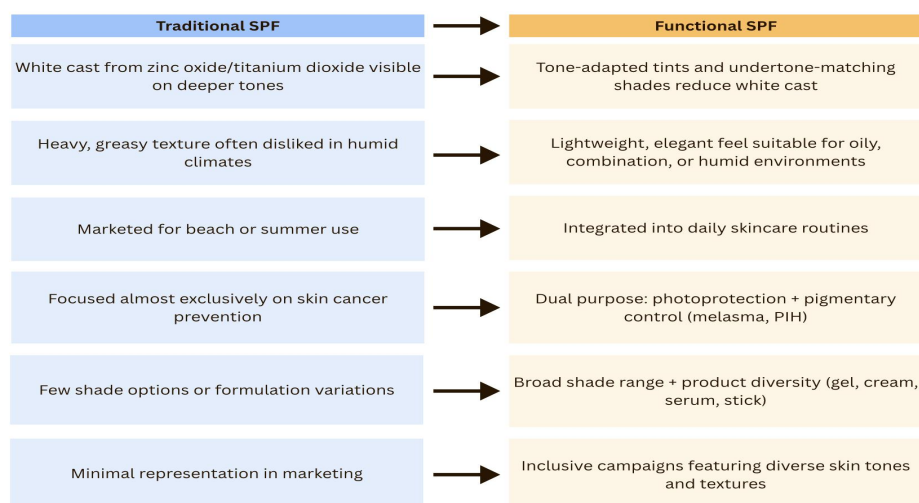 Traditional SPF
Functional SPF
White cast from zinc oxide/titanium dioxide visible
on deeper tones
Tone-adapted tints and undertone-matching
shades reduce white cast
Heavy, greasy texture often disliked in humid
climates
Lightweight, elegant feel suitable for oily,
combination, or humid environments
Marketed for beach or summer use
Integrated into daily skincare routines
Focused almost exclusively on skin cancer
prevention
Dual purpose: photoprotection + pigmentary
control (melasma, PIH)
Few shade options or formulation variations
Broad shade range + product diversity (gel, cream,
serum, stick)
Minimal representation in marketing
Inclusive campaigns featuring diverse skin tones
and textures